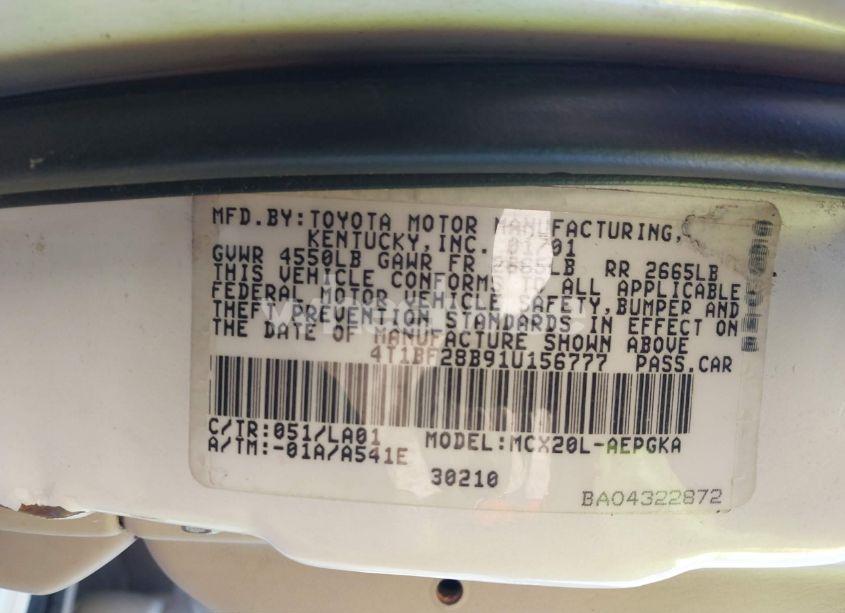 MFD.BY:TOYOTA MOTOR MANUFACTURING,
KENTUCKY,INC. 01/01
GVWR 4550LB GAWR FR 2665LB RR 2665LB
THIS VEHICLE CONFORMS TO ALL APPLICABLE
FEDERAL MOTOR VEHICLE SAFETY,BUMPER AND
THEFT PREVENTION STANDARDS IN EFFECT ON
THE DATE OF MANUFACTURE SHOWN ABOVE
4T1BF28B91U156777 PASS.CAR
C/TR:051/LA01 MODEL:MCX20L-AEPGKA
A/TM:-01A/A541E
30210
BA04322872